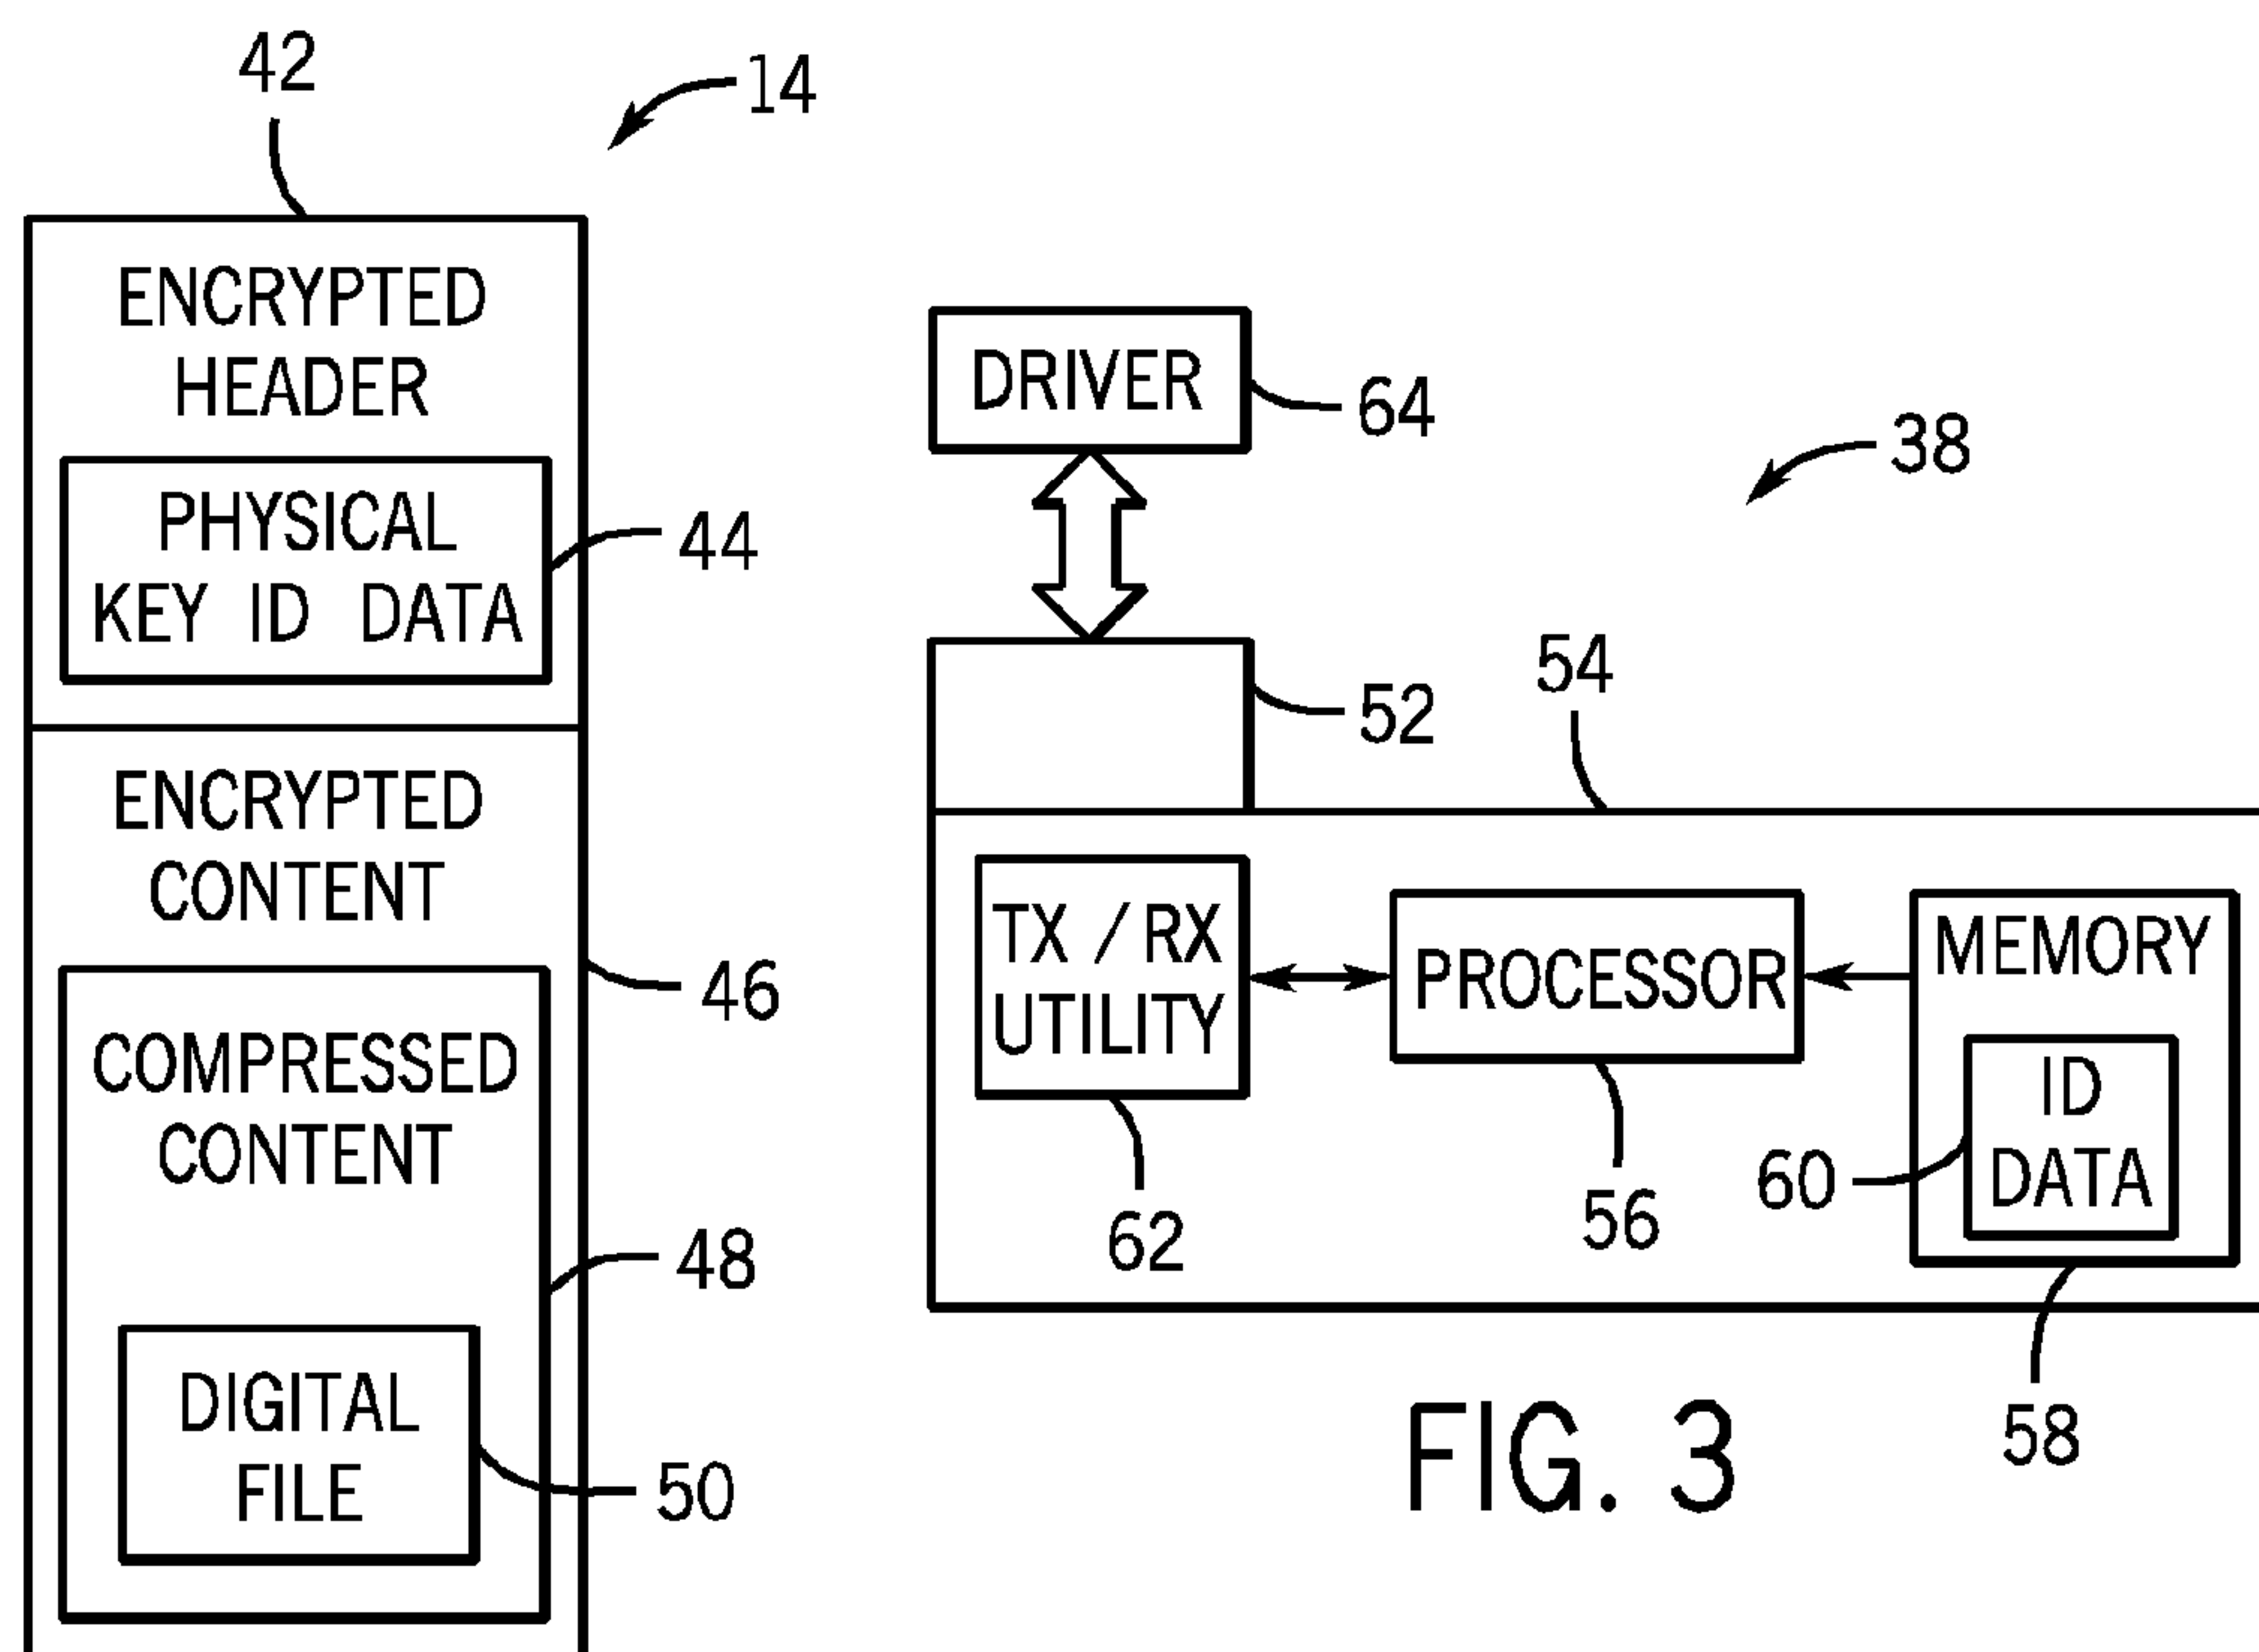 42
14
ENCRYPTED
HEADER
PHYSICAL
KEY ID DATA
44
ENCRYPTED
CONTENT
46
COMPRESSED
CONTENT
48
DIGITAL
FILE
50
DRIVER
64
38
52
54
TX / RX
UTILITY
62
PROCESSOR
56
MEMORY
ID
DATA
60
58
FIG. 3